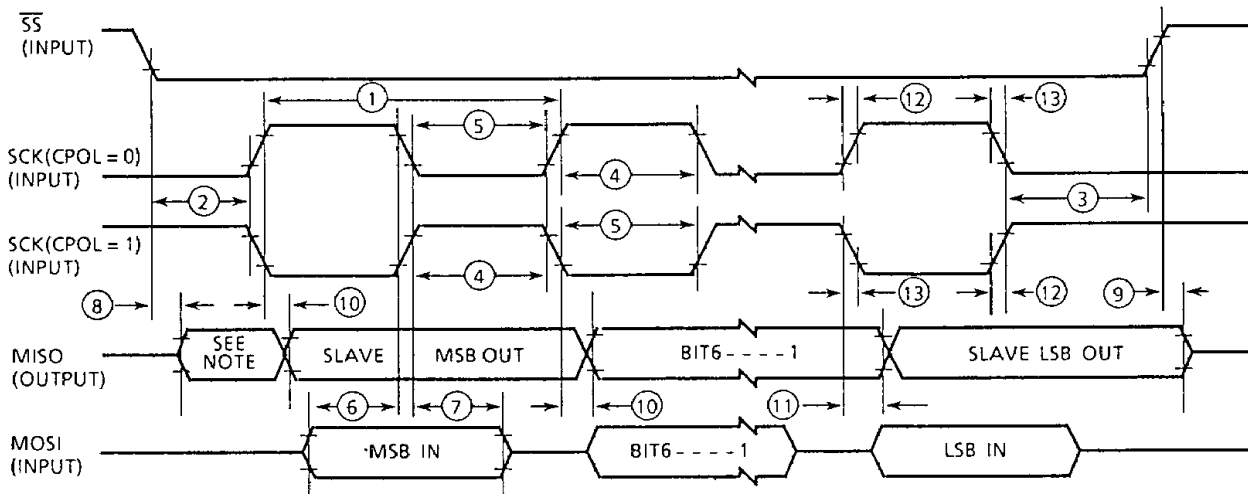 SS
(INPUT)
1
12
13
5
SCK(CPOL = 0)
(INPUT)
4
2
3
SCK(CPOL = 1)
(INPUT)
5
4
8
10
13
12
9
MISO
(OUTPUT)
SEE
NOTE
SLAVE
MSB OUT
BIT6 - - - - 1
SLAVE LSB OUT
6
7
10
11
MOSI
(INPUT)
MSB IN
BIT6 - - - - 1
LSB IN